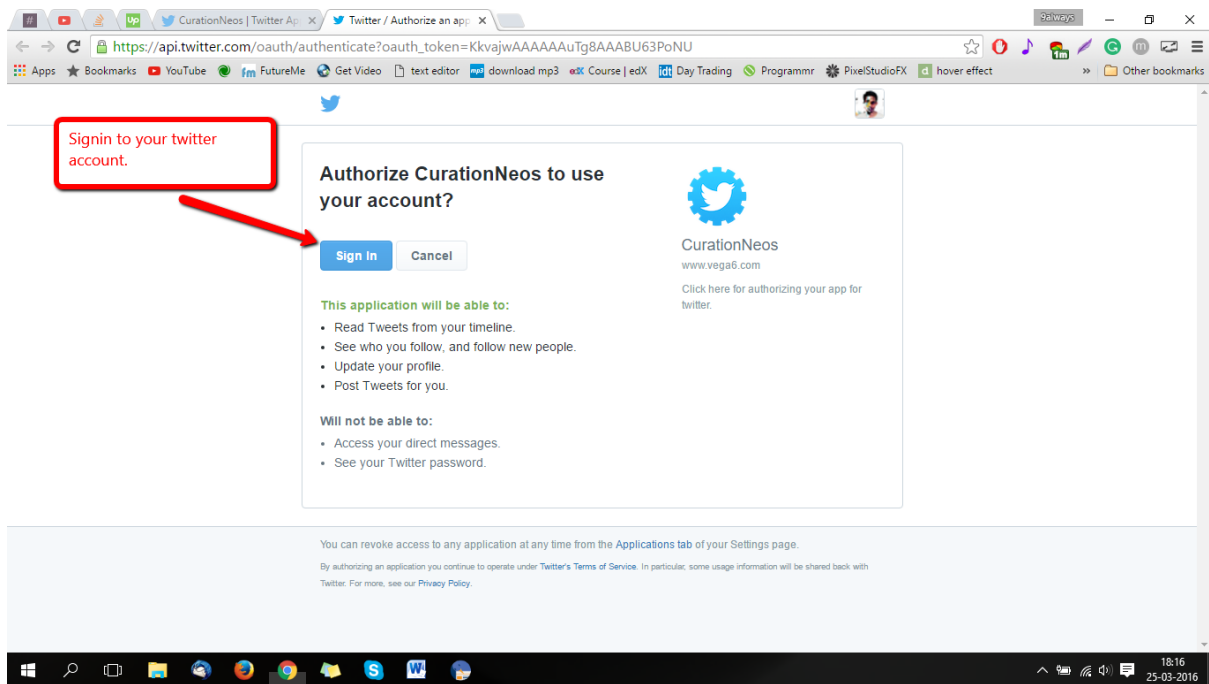 #
Up
CurationNeos | Twitter Ap
Twitter / Authorize an app
9always
https://api.twitter.com/oauth/authenticate?oauth_token=KkvajwAAAAAAuTg8AAABU63PoNU
1m
Apps Bookmarks YouTube fm FutureMe Get Video text editor mp3 download mp3 edX Course | edX idt Day Trading Programmr PixelStudioFX d hover effect » Other bookmarks
Signin to your twitter
account.
Authorize CurationNeos to use
your account?
Sign In Cancel
This application will be able to:
• Read Tweets from your timeline.
• See who you follow, and follow new people.
• Update your profile.
• Post Tweets for you.
Will not be able to:
• Access your direct messages.
• See your Twitter password.
CurationNeos
www.vega6.com
Click here for authorizing your app for
twitter.
You can revoke access to any application at any time from the Applications tab of your Settings page.
By authorizing an application you continue to operate under Twitter's Terms of Service. In particular, some usage information will be shared back with
Twitter. For more, see our Privacy Policy.
18:16
25-03-2016